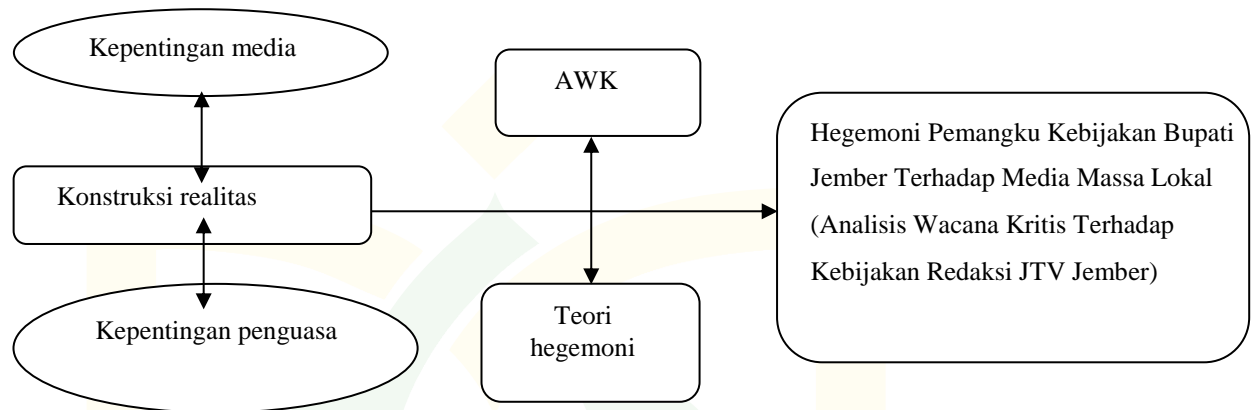 Kepentingan media
Konstruksi realitas
Kepentingan penguasa
AWK
Teori
hegemoni
Hegemoni Pemangku Kebijakan Bupati
Jember Terhadap Media Massa Lokal
(Analisis Wacana Kritis Terhadap
Kebijakan Redaksi JTV Jember)